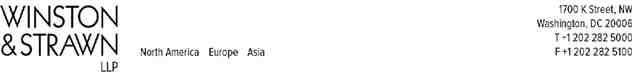 WINSTON
& STRAWN
LLP
North America Europe Asia
1700 K Street, NW
Washington, DC 20006
T +1 202 282 5000
F +1 202 282 5100